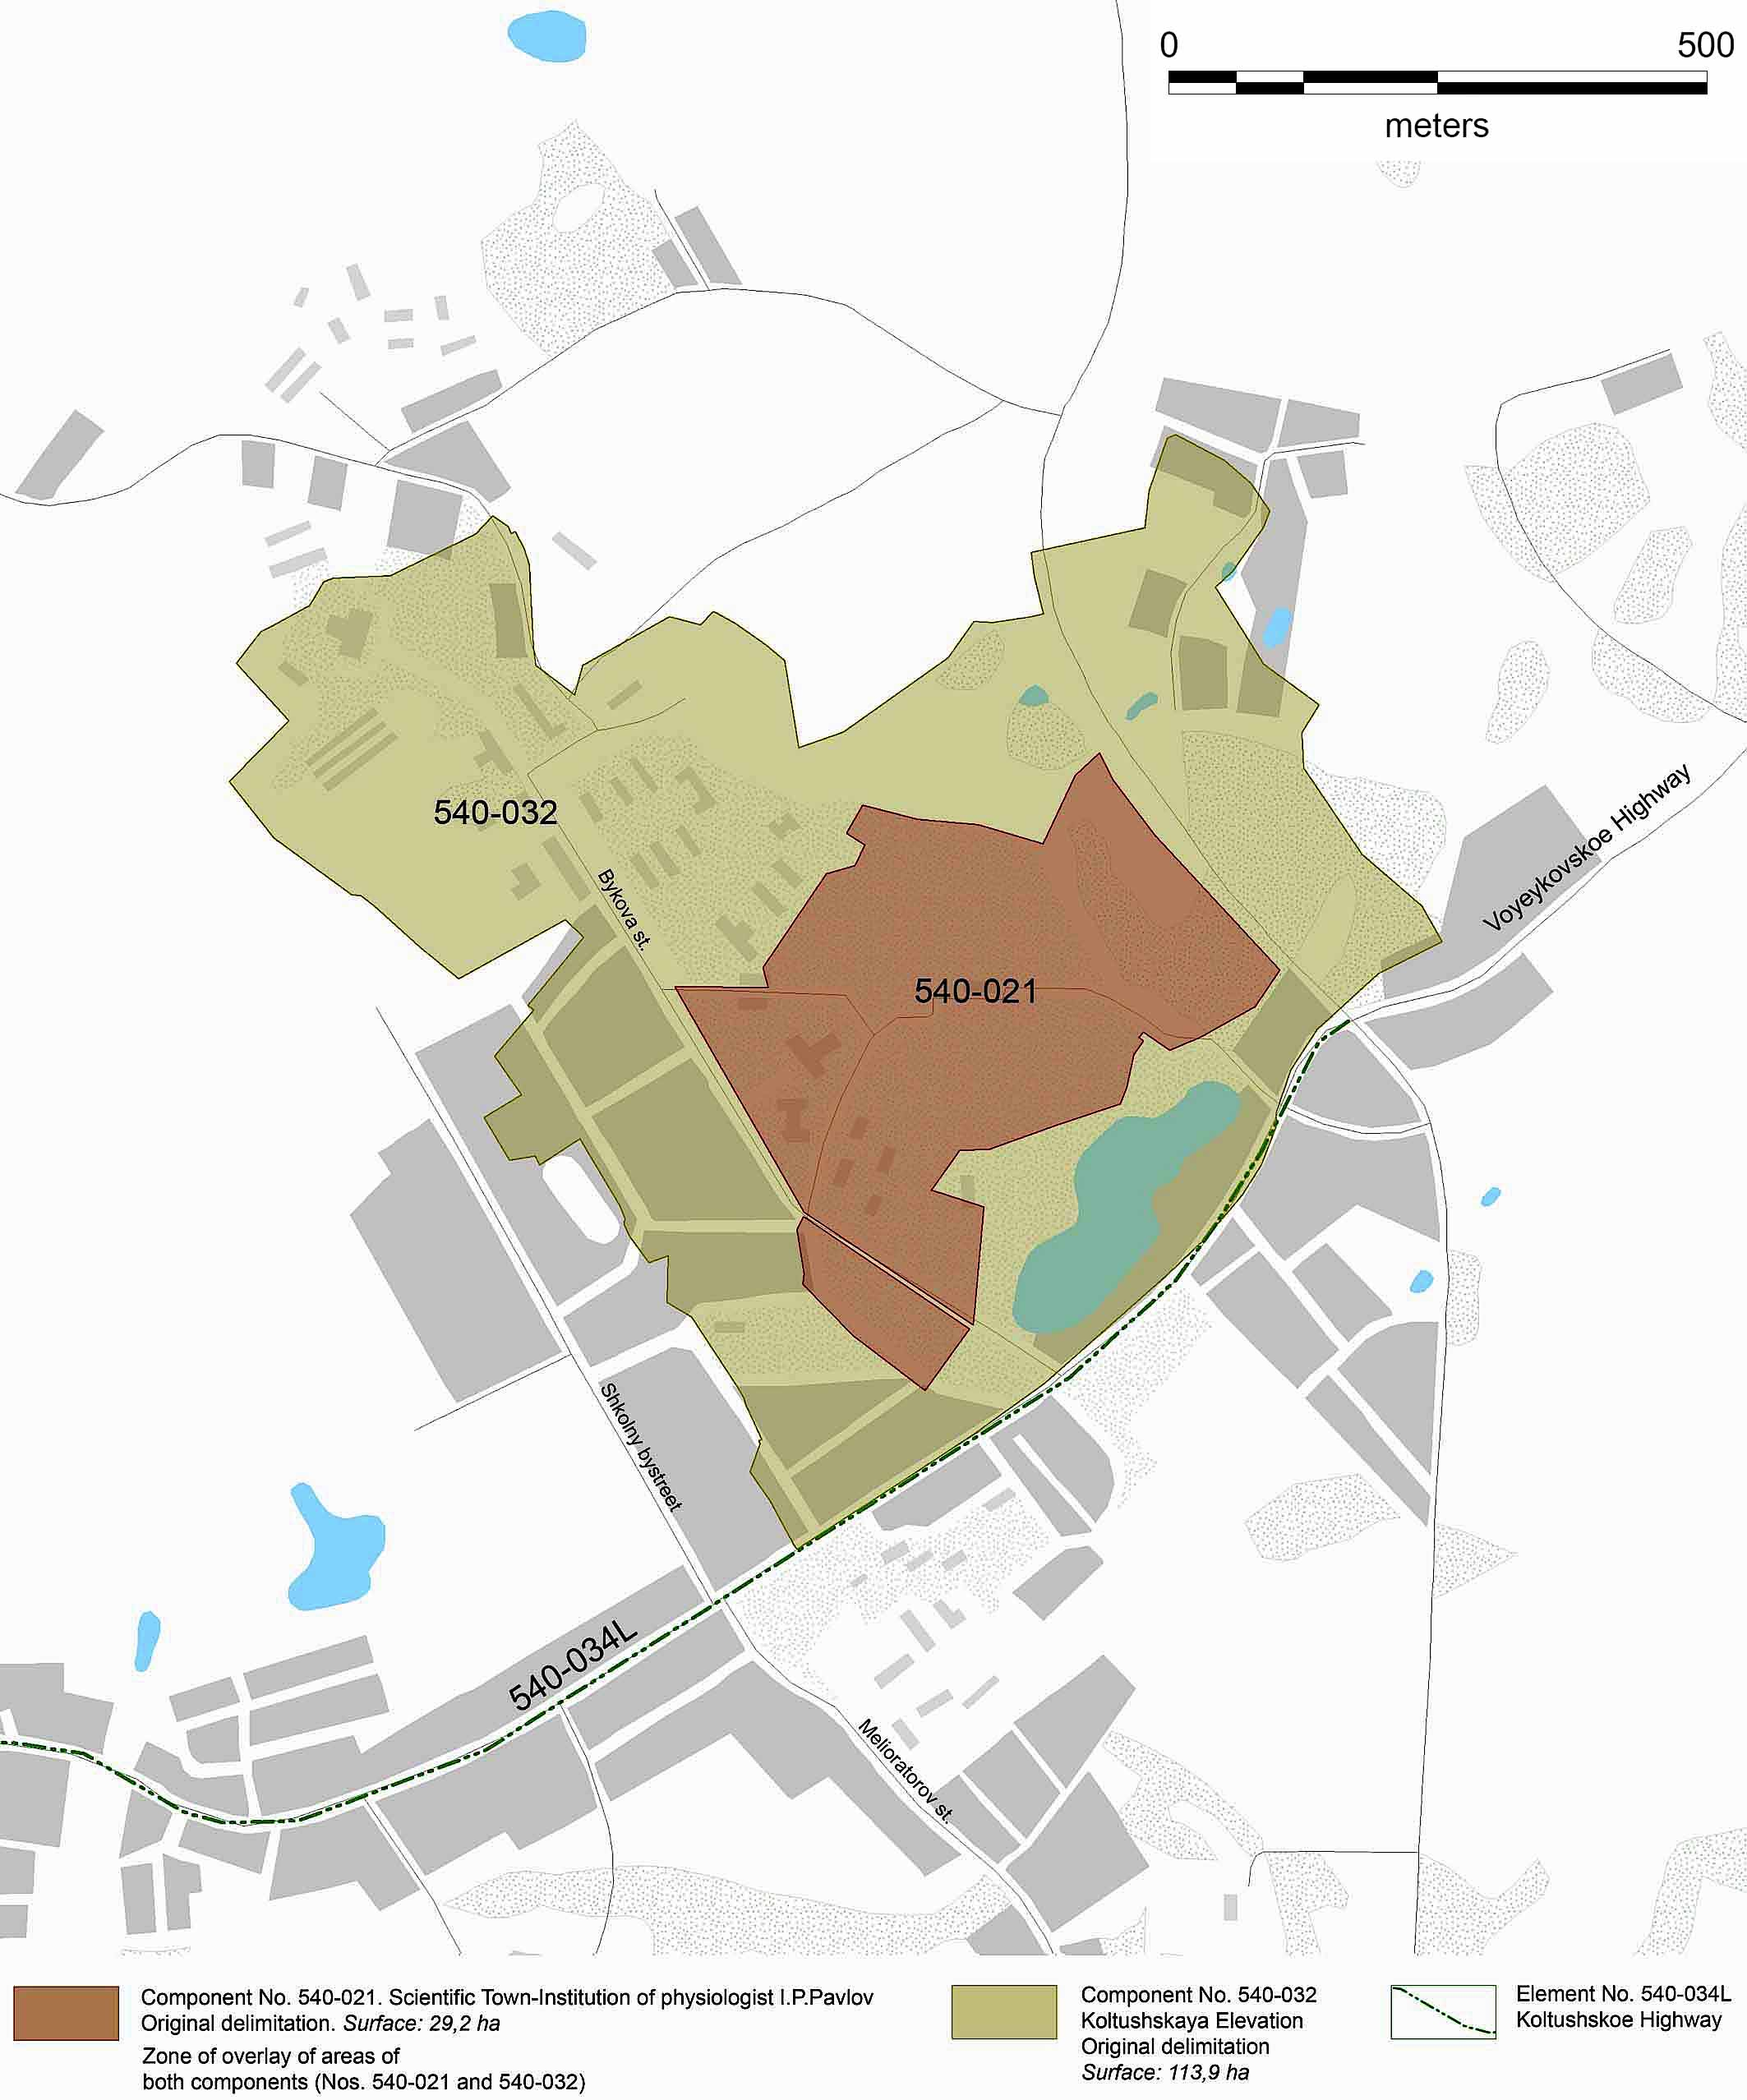 0 500
meters
540-032
Bykova st.
540-021
Voyeykovskoe Highway
Shkolny bystreet
540-034L
Melioratorov st.
Component No. 540-021. Scientific Town-Institution of physiologist I.P.Pavlov
Original delimitation. Surface: 29,2 ha
Zone of overlay of areas of
both components (Nos. 540-021 and 540-032)
Component No. 540-032
Koltushskaya Elevation
Original delimitation
Surface: 113,9 ha
Element No. 540-034L
Koltushskoe Highway